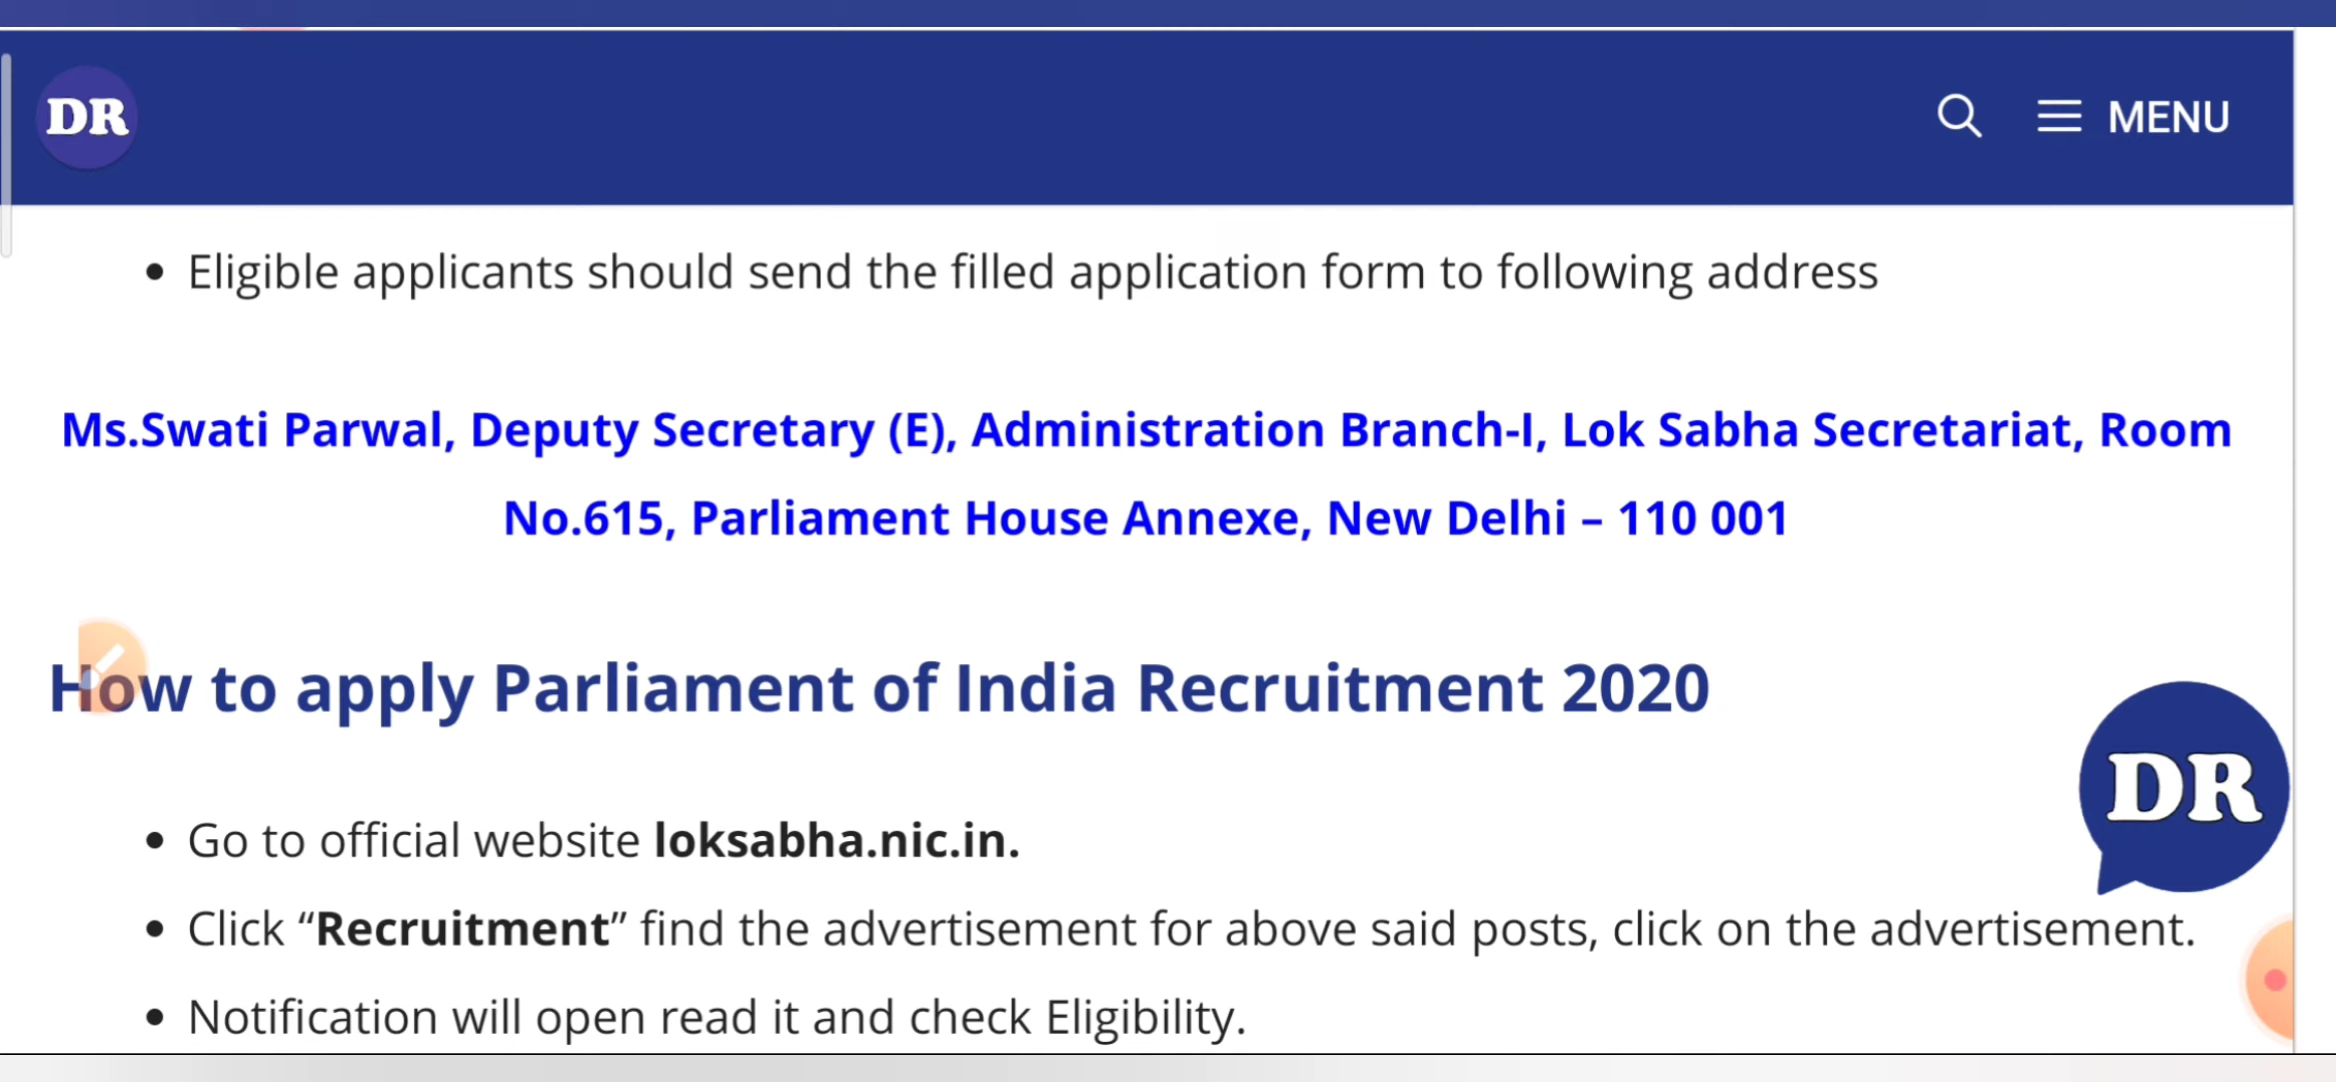 DR
MENU
Eligible applicants should send the filled application form to following address
Ms.Swati Parwal, Deputy Secretary (E), Administration Branch-I, Lok Sabha Secretariat, Room
No.615, Parliament House Annexe, New Delhi – 110 001
How to apply Parliament of India Recruitment 2020
DR
Go to official website loksabha.nic.in.
Click “Recruitment” find the advertisement for above said posts, click on the advertisement.
Notification will open read it and check Eligibility.